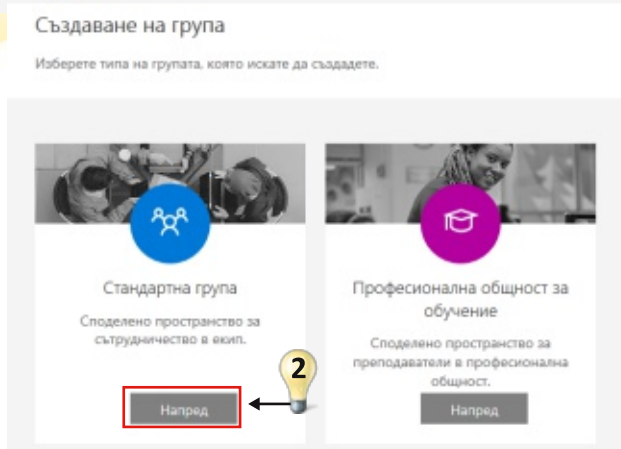 Създаване на група
Изберете типа на групата, която искате да създадете.
Стандартна група
Споделено пространство за
сътрудничество в екип.
Напред
2
Професионална общност за
обучение
Споделено пространство за
преподаватели в професионална
общност.
Напред